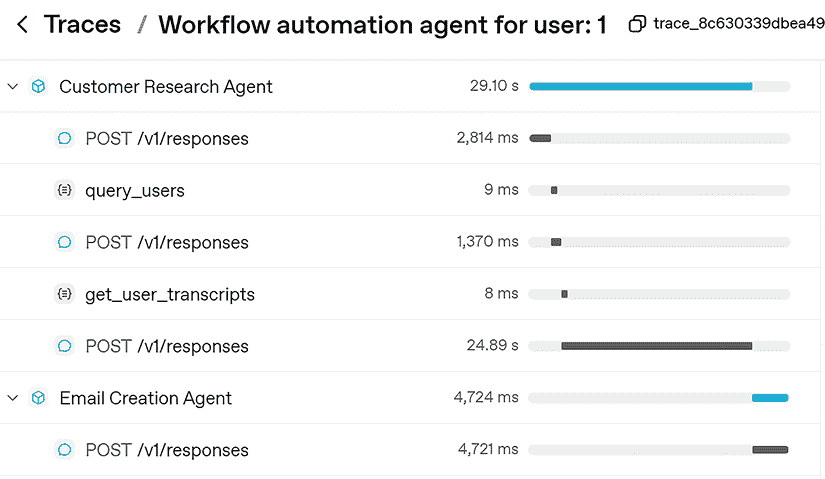 Traces / Workflow automation agent for user: 1 trace_8c630339dbea49
Customer Research Agent 29.10 s
POST /v1/responses 2,814 ms
query_users 9 ms
POST /v1/responses 1,370 ms
get_user_transcripts 8 ms
POST /v1/responses 24.89 s
Email Creation Agent 4,724 ms
POST /v1/responses 4,721 ms